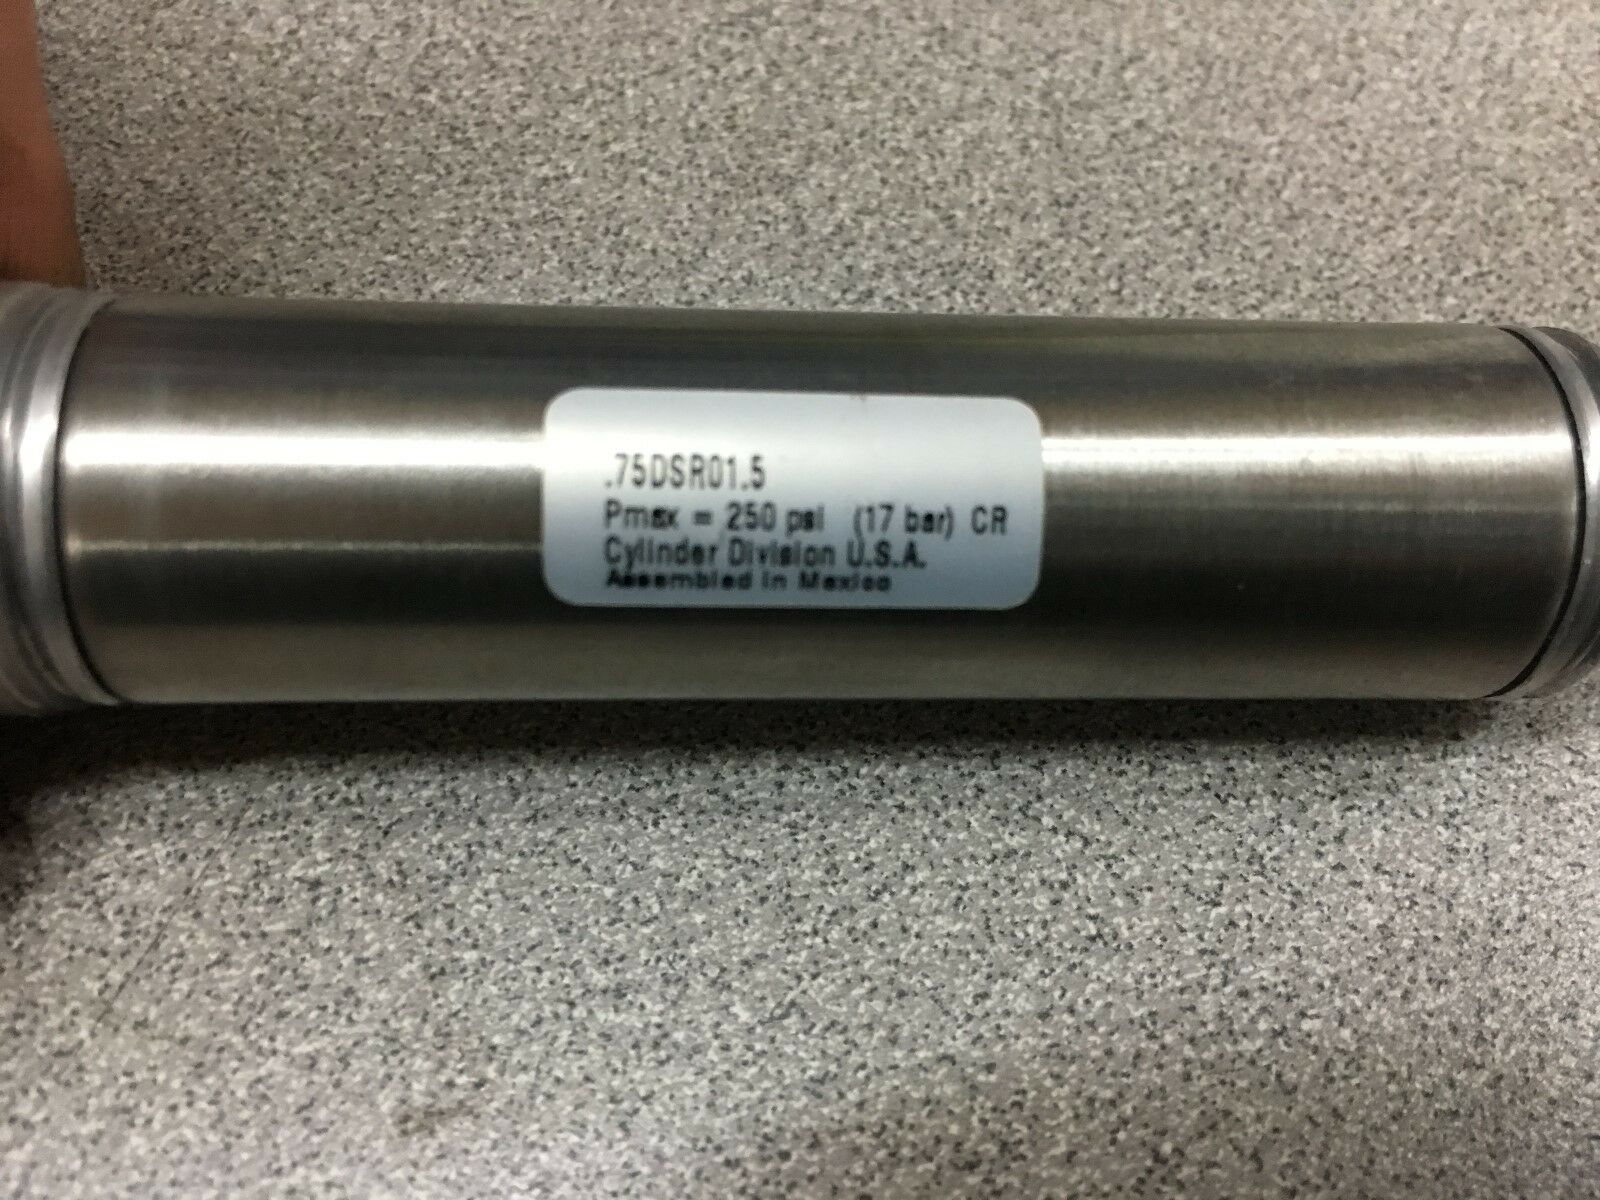 .75DSR01.5
Pmax = 250 psi (17 bar) CR
Cylinder Division U.S.A.
Assembled in Mexico